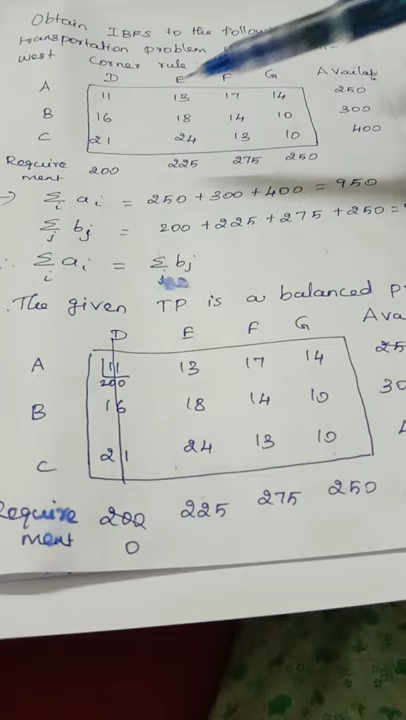 Obtain IBFS to the follow
transportation problem
west corner rule
D E F G Availab
A 11 13 17 14 250
B 16 18 14 10 300
C 21 24 13 10 400
Require ment 200 225 275 250
⇒ Σ i ai = 250 + 300 + 400 = 950
Σ j bj = 200 + 225 + 275 + 250 =
∴ Σ i ai = Σ bj
.The given TP is a balanced p
D E F G Ava
A 11 13 17 14 25
200
B 16 18 14 10 30
C 21 24 13 10
Require ment 200 225 275 250
0